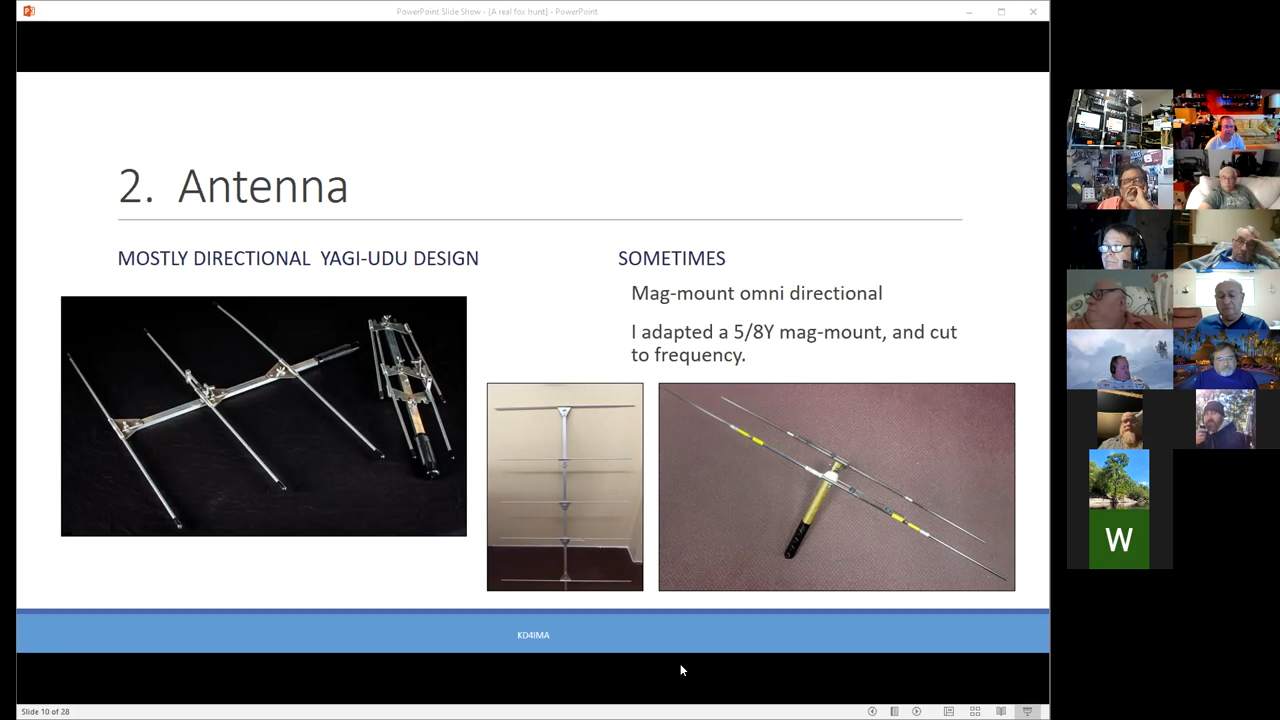 PowerPoint Slide Show - [A real fox hunt] - PowerPoint
2. Antenna
MOSTLY DIRECTIONAL YAGI-UDU DESIGN
SOMETIMES
Mag-mount omni directional
I adapted a 5/8Y mag-mount, and cut
to frequency.
KD4IMA
Slide 10 of 28
W